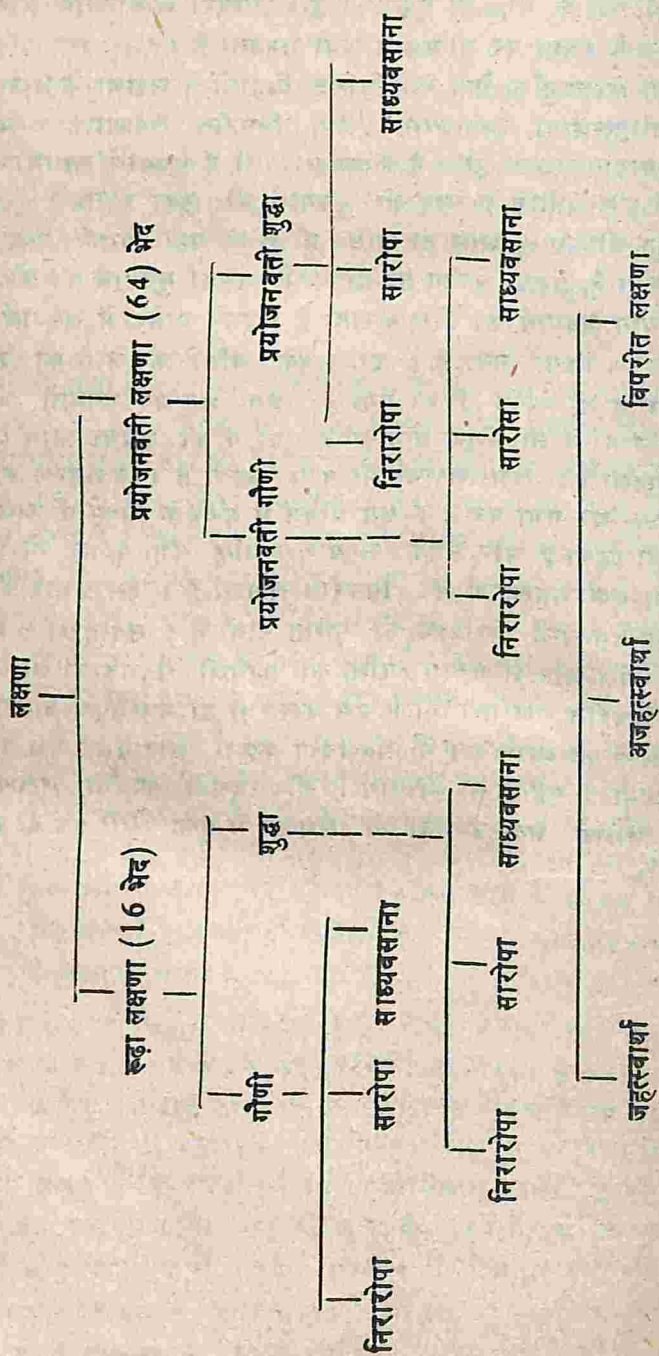 लक्षणा
रूढ़ा लक्षणा (16 भेद) प्रयोजनवती लक्षणा (64) भेद
गौणी शुद्धा प्रयोजनवती गौणी प्रयोजनवती शुद्धा
निरारोपा सारोपा साध्यवसाना निरारोपा सारोपा साध्यवसाना
निरारोपा सारोपा साध्यवसाना निरारोपा सारोसा साध्यवसाना
जहत्स्वार्था अजहत्स्वार्था विपरीत लक्षणा